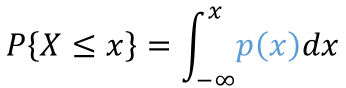 P{X ≤ x} = ∫_{-∞}^{x} p(x)dx